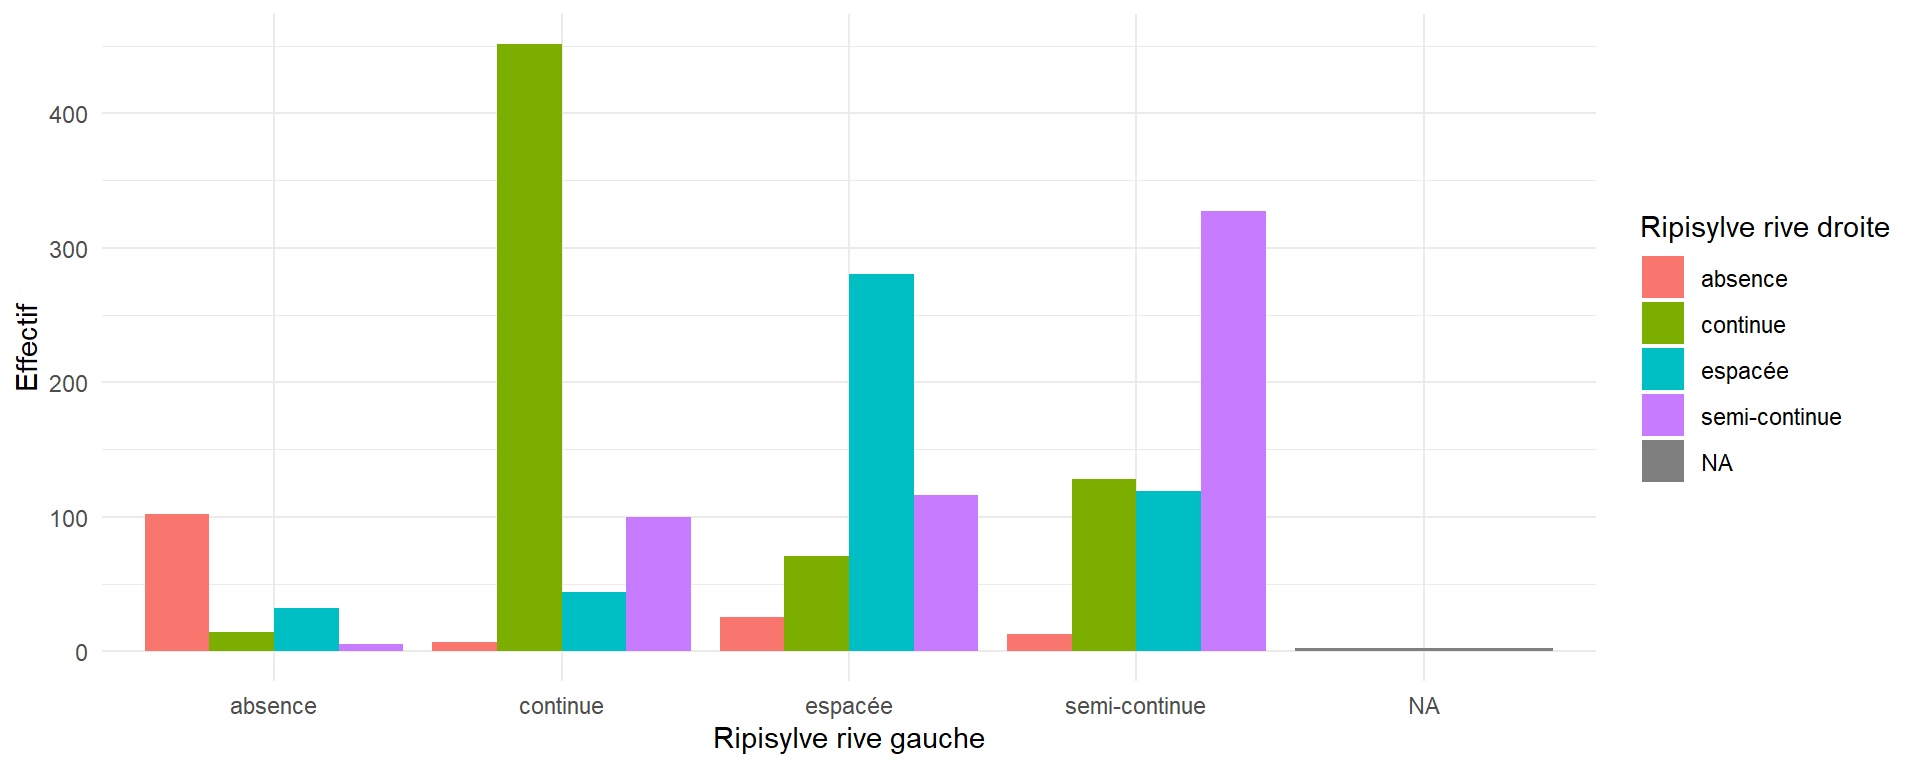 Effectif
400
300
200
100
0
absence
continue
espacée
semi-continue
NA
Ripisylve rive gauche
Ripisylve rive droite
absence
continue
espacée
semi-continue
NA